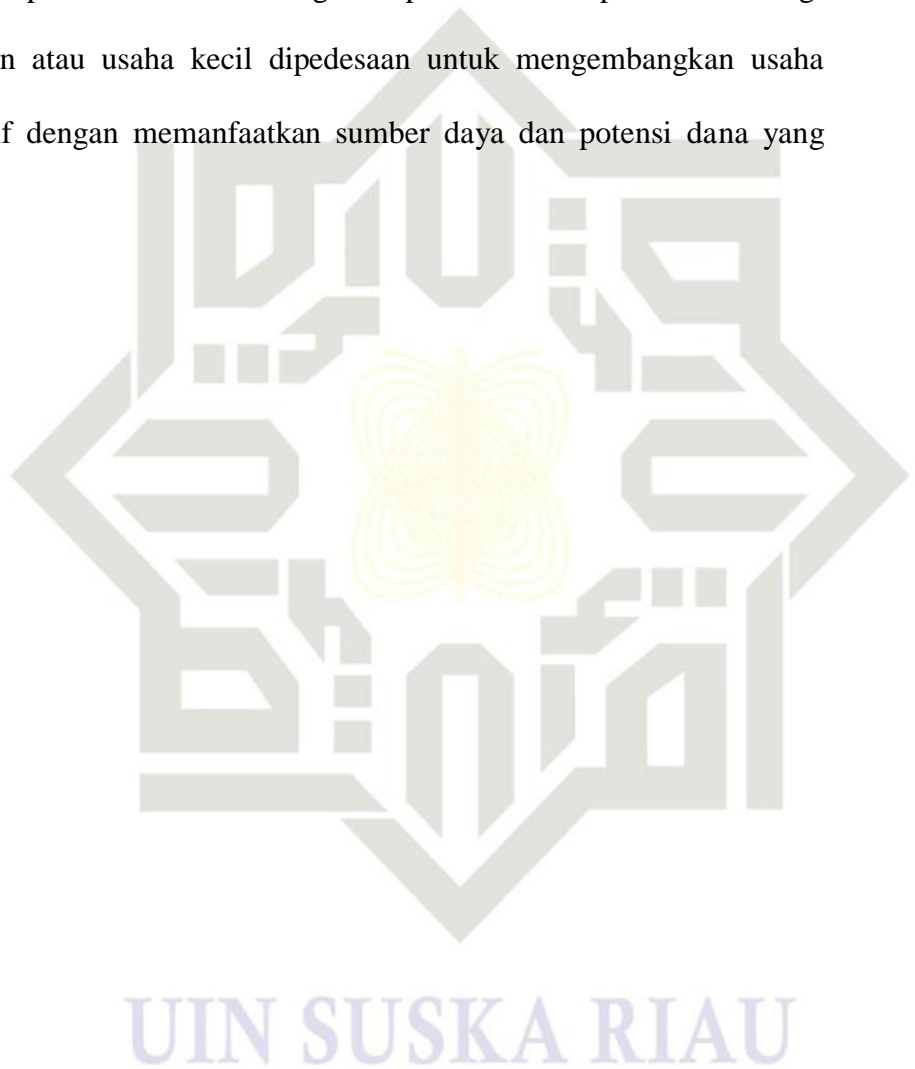 n atau usaha kecil dipedesaan untuk mengembangkan usaha
f dengan memanfaatkan sumber daya dan potensi dana yang
UIN SUSKA RIAU